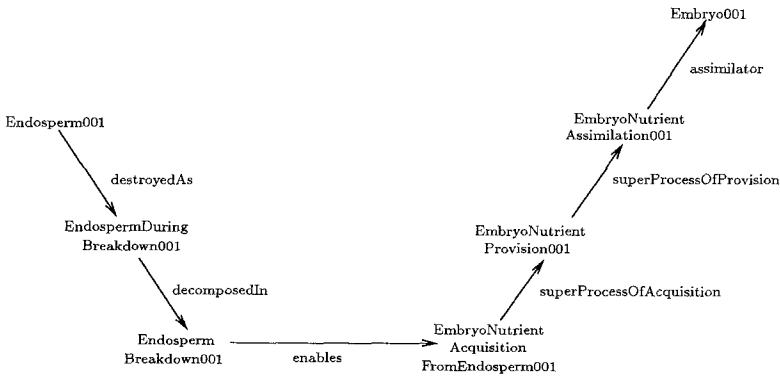 Embryo001
assimilator
Endosperm001
EmbryoNutrient
Assimilation001
destroyedAs
superProcessOfProvision
EndospermDuring
Breakdown001
EmbryoNutrient
Provision001
decomposedIn
superProcessOfAcquisition
Endosperm
Breakdown001
enables
EmbryoNutrient
Acquisition
FromEndosperm001